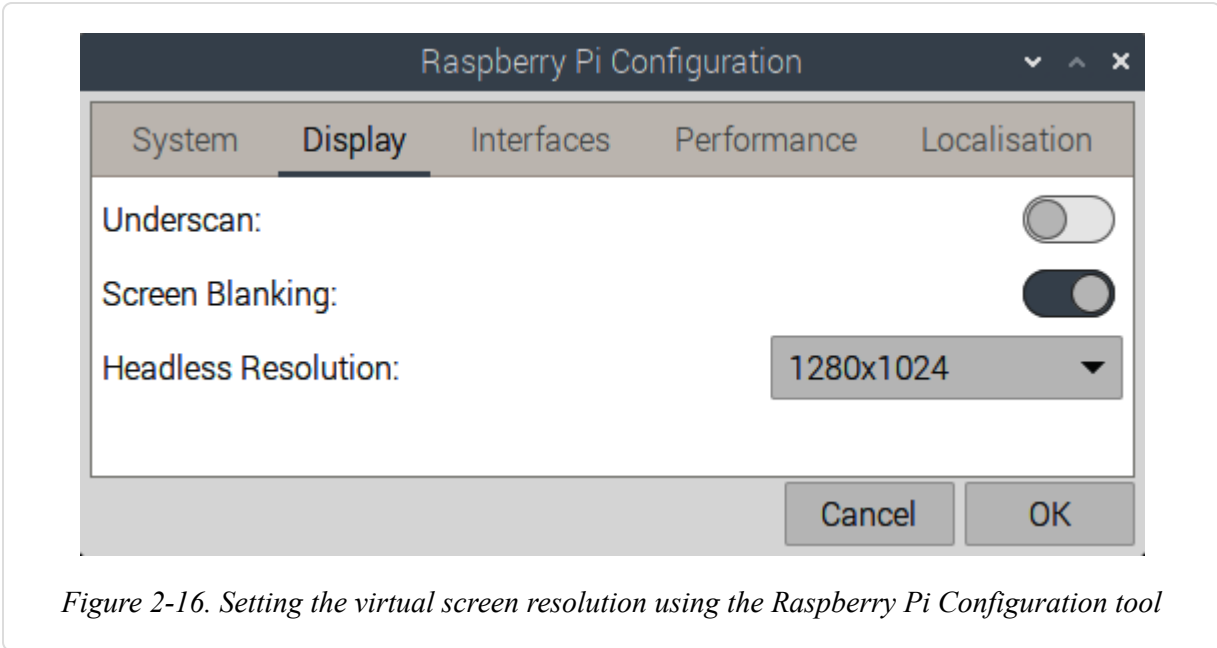 Raspberry Pi Configuration
System Display Interfaces Performance Localisation
Underscan:
Screen Blanking:
Headless Resolution: 1280x1024
Cancel OK
Figure 2-16. Setting the virtual screen resolution using the Raspberry Pi Configuration tool